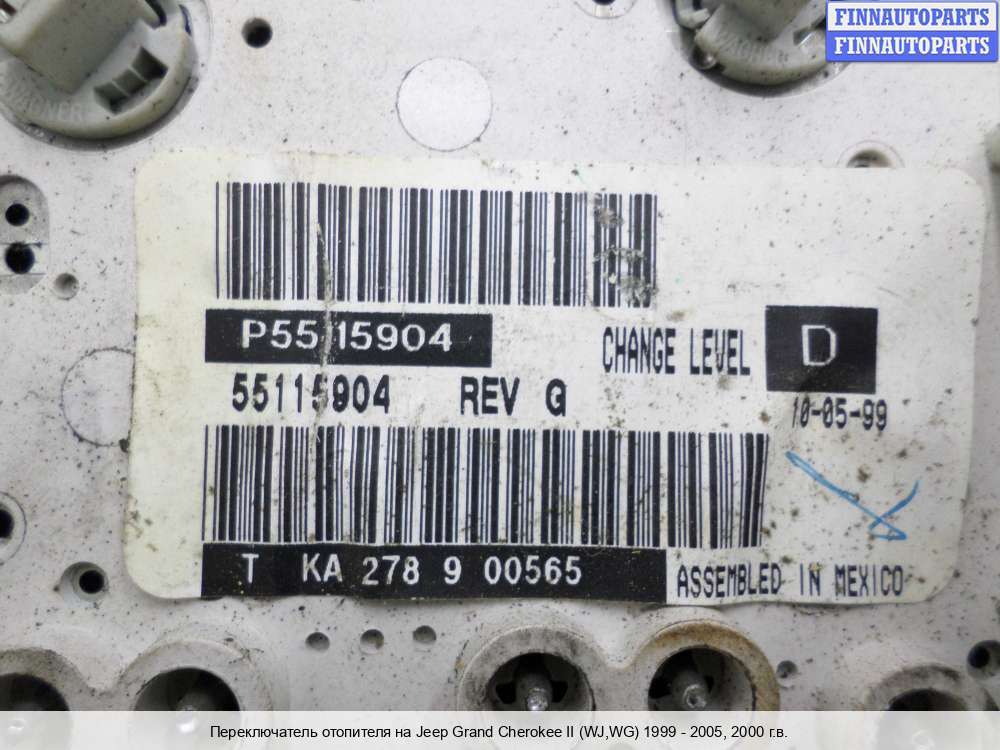 FINNAUTOPARTS
FINNAUTOPARTS
WAGNER
P55115904
CHANGE LEVEL D
55115904 REV G
10-05-99
T KA 278 9 00565
ASSEMBLED IN MEXICO
Переключатель отопителя на Jeep Grand Cherokee II (WJ,WG) 1999 - 2005, 2000 г.в.